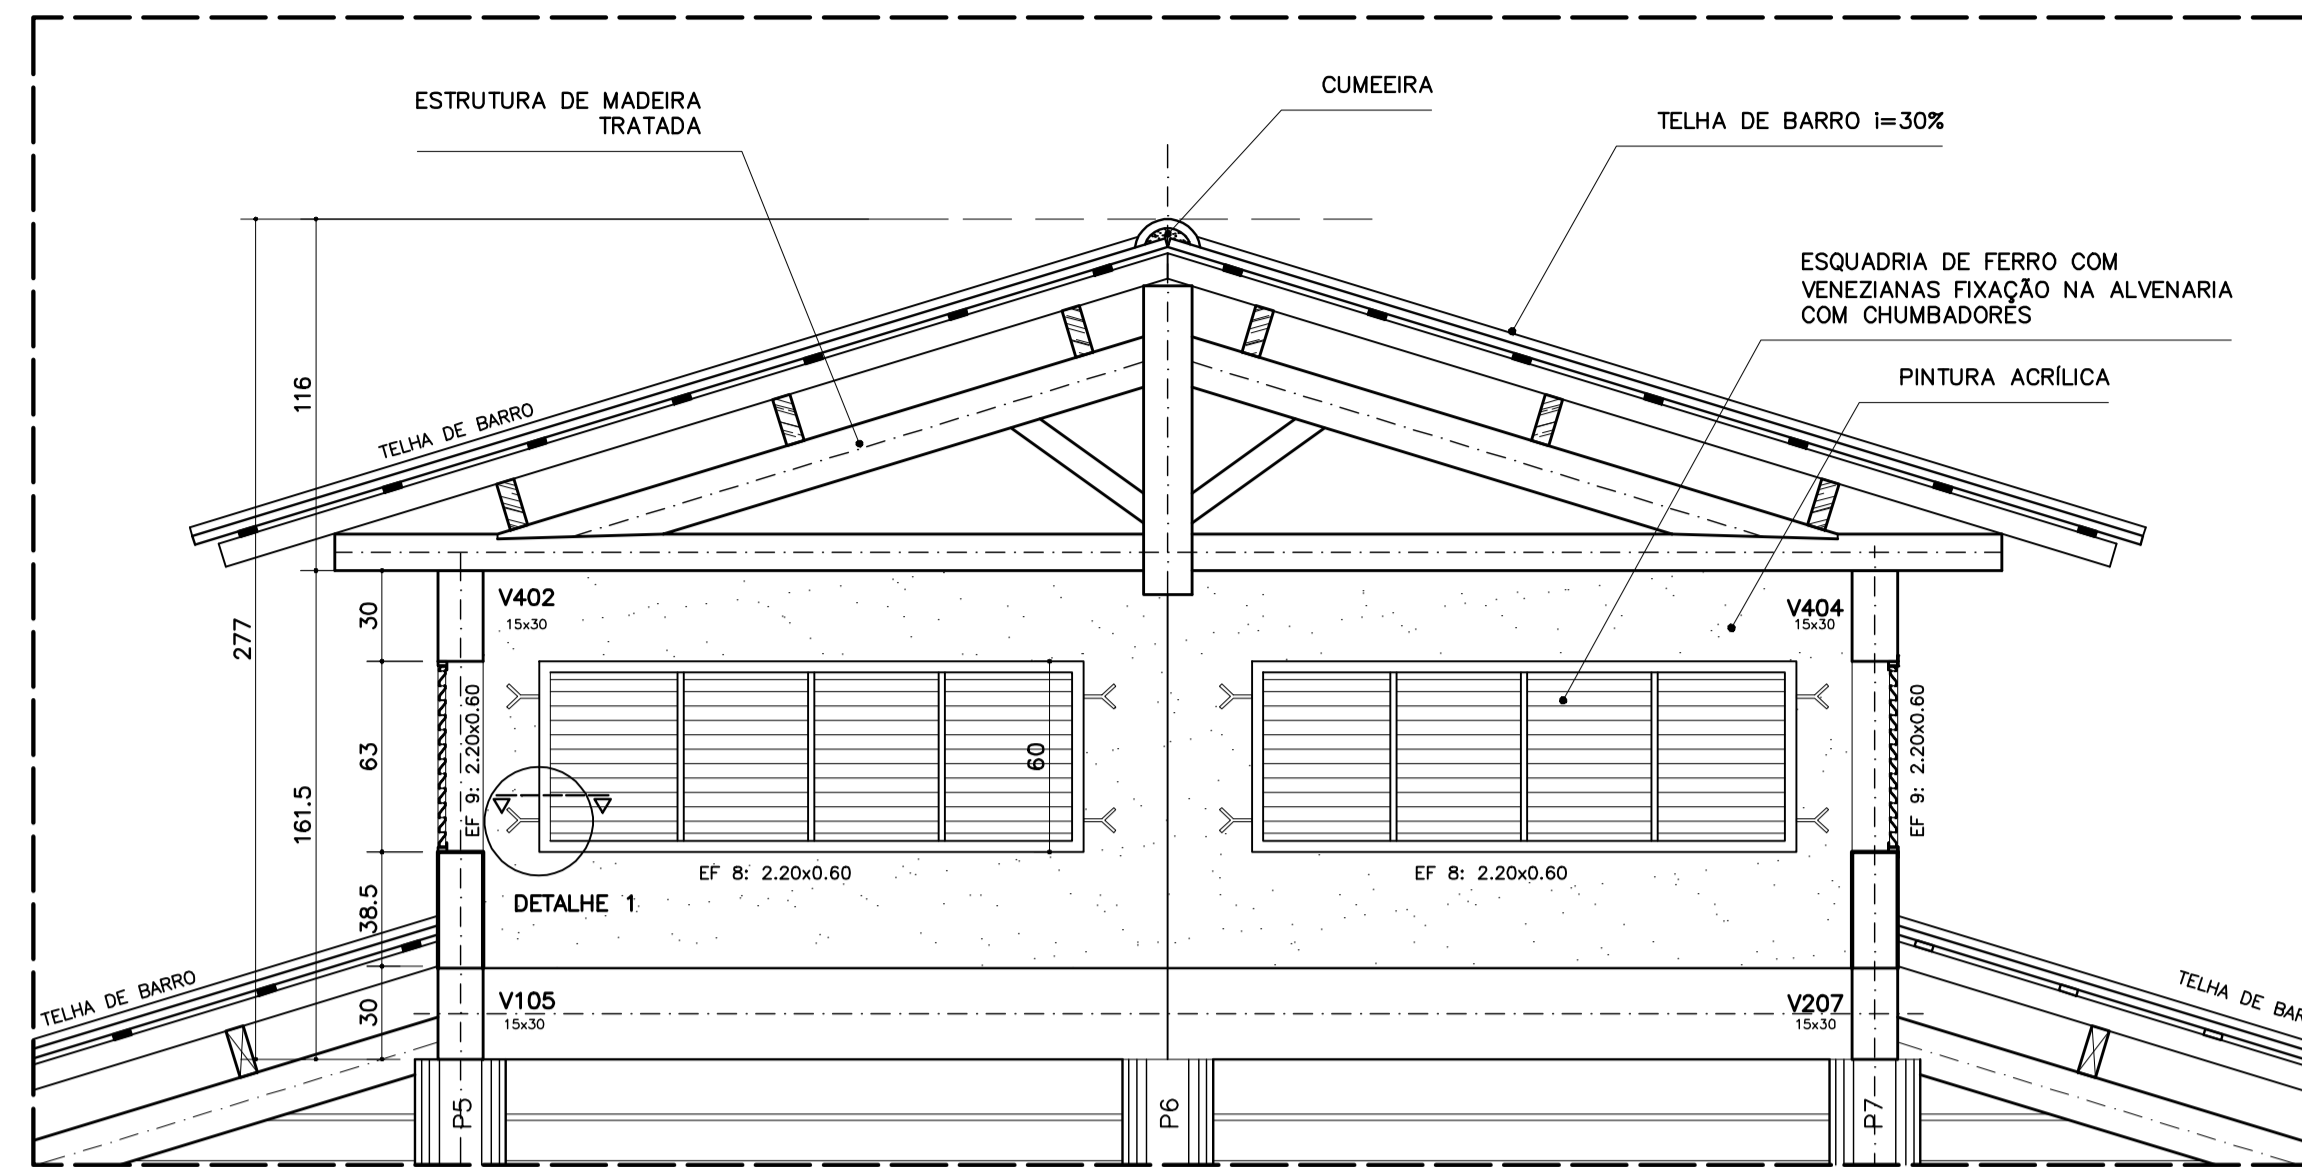 CUMEEIRA
ESTRUTURA DE MADEIRA
TRATADA
TELHA DE BARRO i=30%
ESQUADRIA DE FERRO COM
VENEZIANAS FIXAÇÃO NA ALVENARIA
COM CHUMBADORES
PINTURA ACRÍLICA
116
TELHA DE BARRO
277
161.5
30
63
38.5
30
V402
15x30
V404
15x30
EF 9: 2.20x0.60
60
EF 9: 2.20x0.60
EF 8: 2.20x0.60
EF 8: 2.20x0.60
DETALHE 1
TELHA DE BARRO
TELHA DE BAR
V105
15x30
V207
15x30
P5
P6
P7